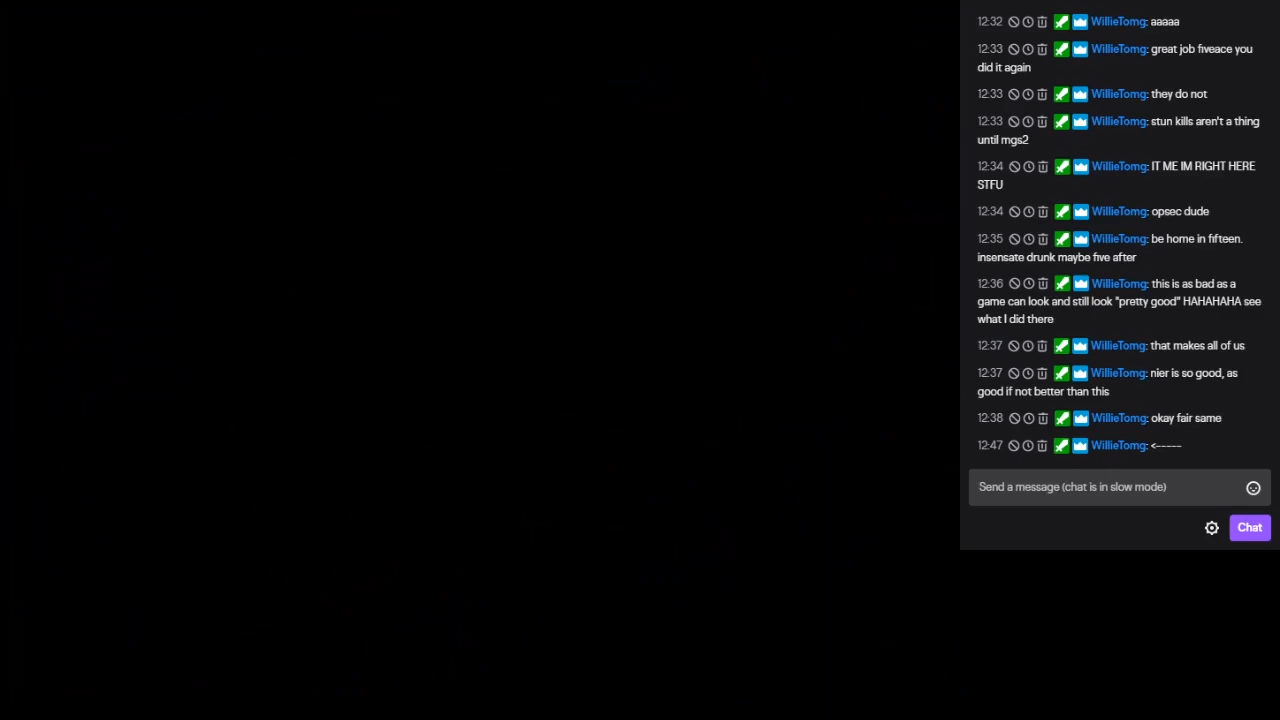 12:32 WillieTomg: aaaaa
12:33 WillieTomg: great job fiveace you
did it again
12:33 WillieTomg: they do not
12:33 WillieTomg: stun kills aren't a thing
until mgs2
12:34 WillieTomg: IT ME IM RIGHT HERE
STFU
12:34 WillieTomg: opsec dude
12:35 WillieTomg: be home in fifteen.
insensate drunk maybe five after
12:36 WillieTomg: this is as bad as a
game can look and still look "pretty good" HAHAHAHA see
what I did there
12:37 WillieTomg: that makes all of us
12:37 WillieTomg: nier is so good, as
good if not better than this
12:38 WillieTomg: okay fair same
12:47 WillieTomg: <-----
Send a message (chat is in slow mode)
Chat